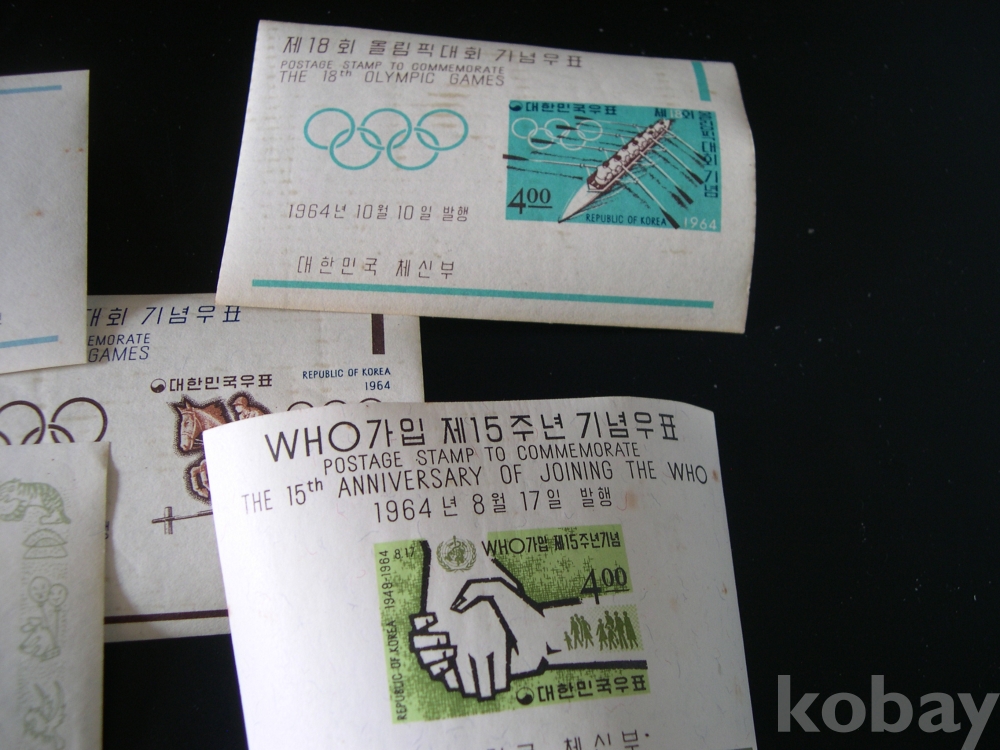 제18회 올림픽대회 기념우표
POSTAGE STAMP TO COMMEMORATE
THE 18th OLYMPIC GAMES
대한민국우표
제18회
올림픽대회기념
400
REPUBLIC OF KOREA
1964
1964년 10월 10일 발행
대한민국 체신부
대회 기념우표
EMORATE
GAMES
REPUBLIC OF KOREA
1964
대한민국우표
WHO가입 제15주년 기념우표
POSTAGE STAMP TO COMMEMORATE
THE 15th ANNIVERSARY OF JOINING THE WHO
1964년 8월 17일 발행
WHO가입 제15주년기념
400
REPUBLIC OF KOREA 1949-1964
8.17
대한민국우표
국 체신부
kobay